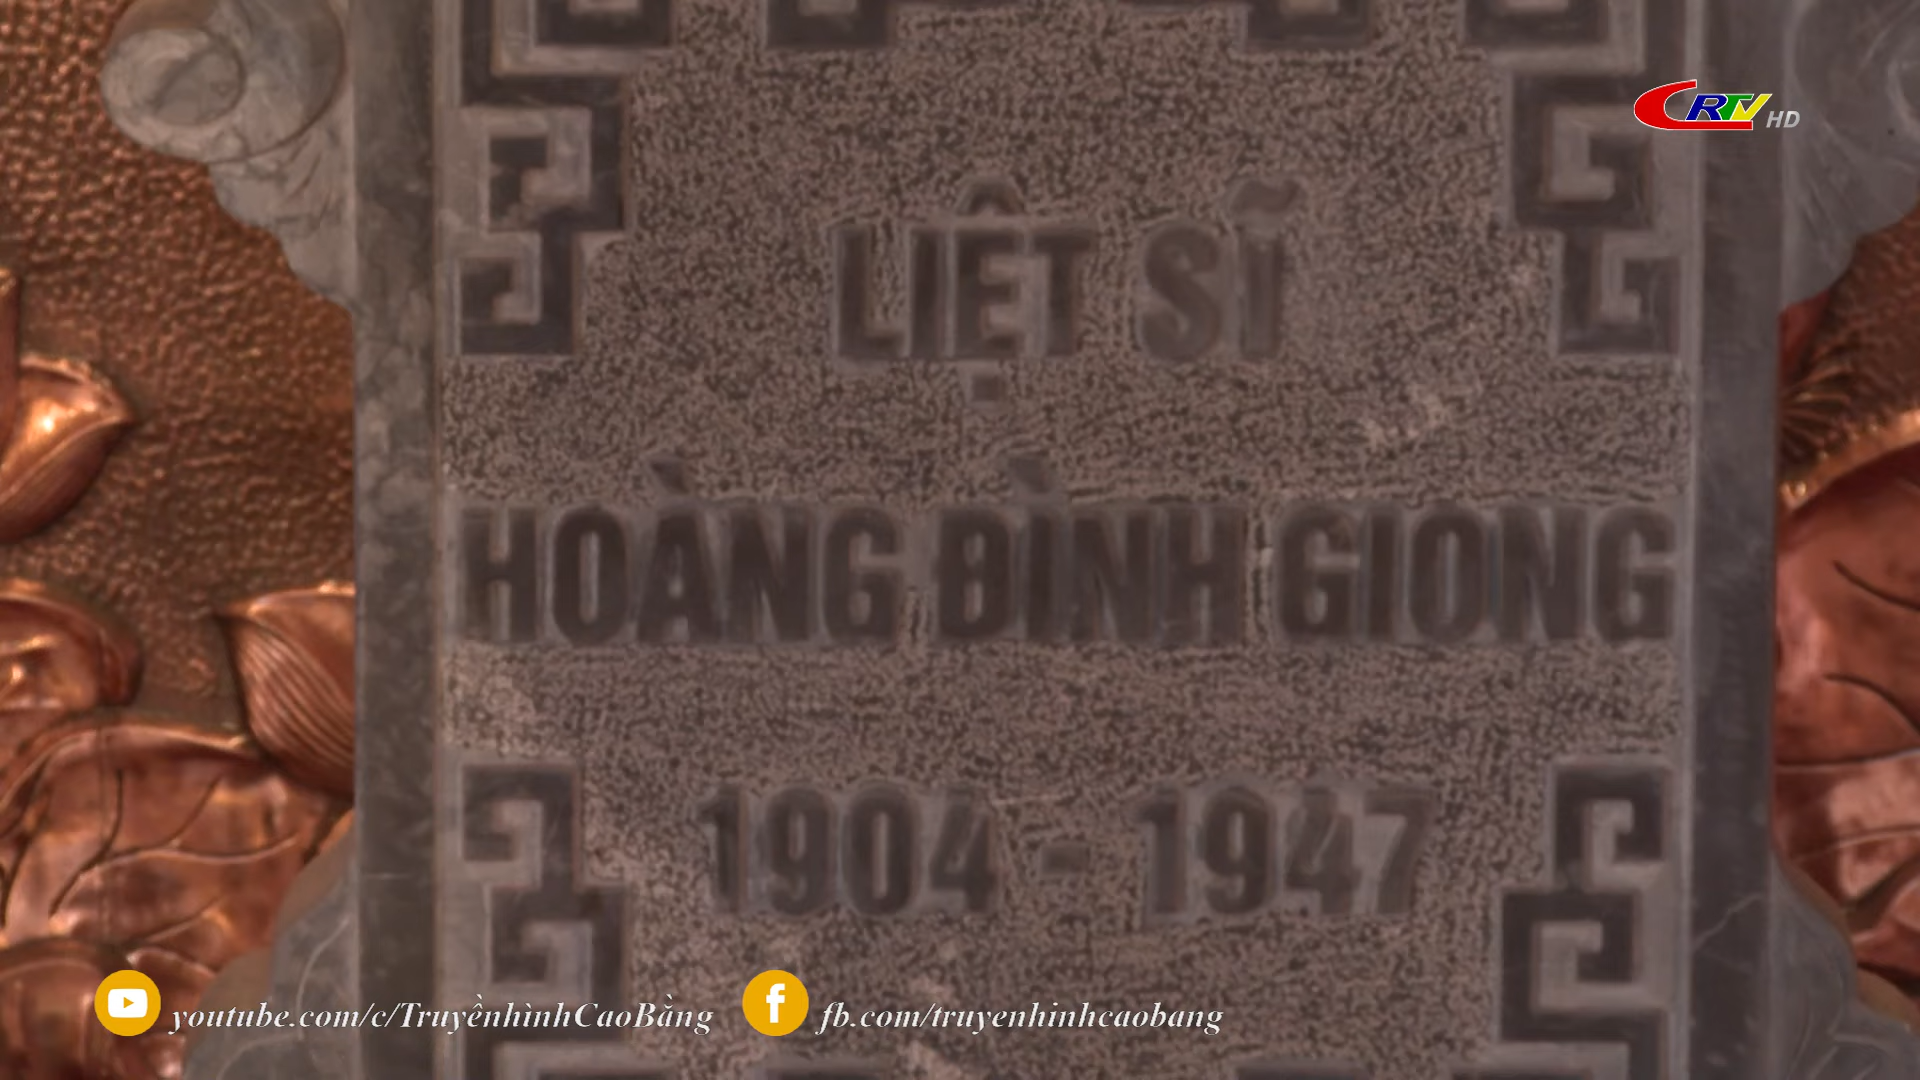 CRTV HD
LIỆT SĨ
HOÀNG ĐÌNH GIONG
1904 - 1947
youtube.com/c/TruyềnhìnhCaoBằng
fb.com/truyenhinhcaobang